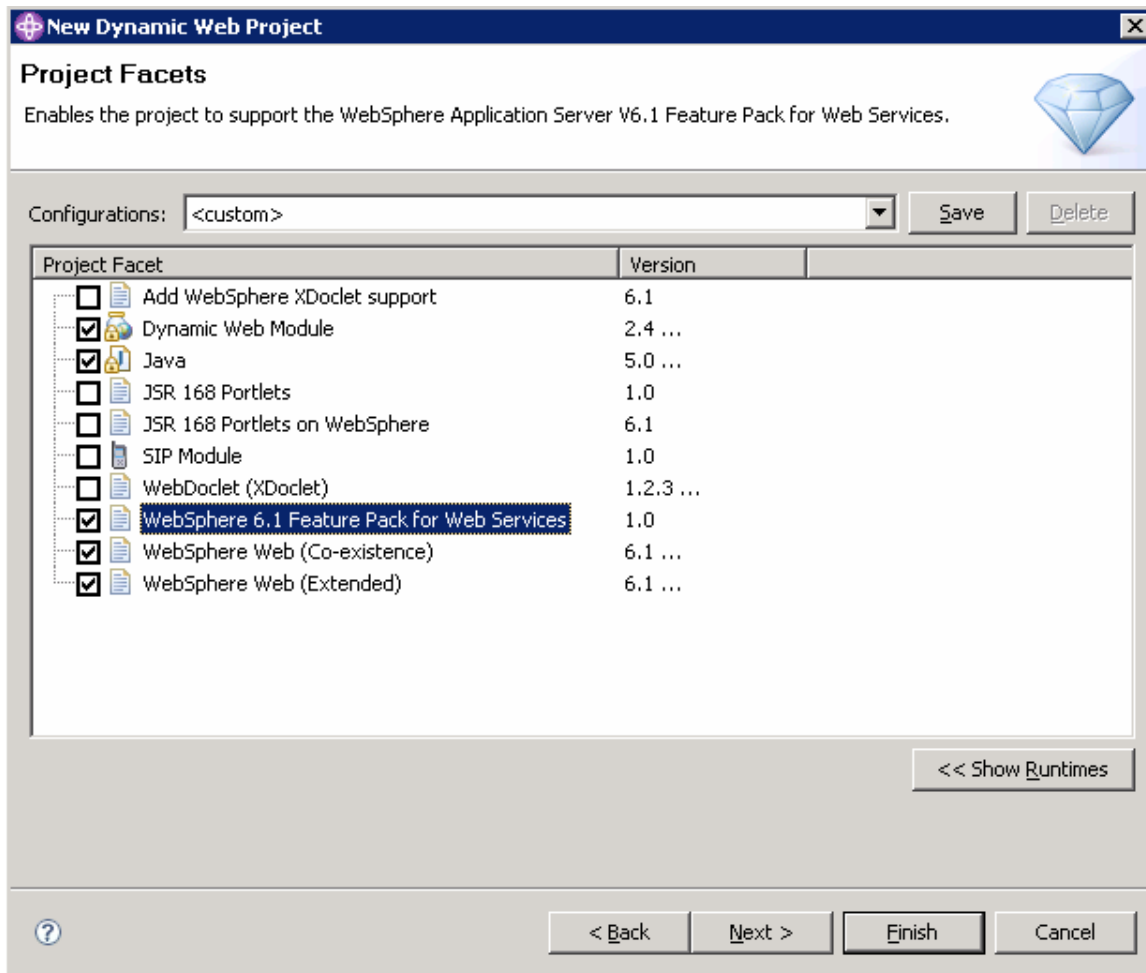 New Dynamic Web Project
Project Facets
Enables the project to support the WebSphere Application Server V6.1 Feature Pack for Web Services.
Configurations: <custom> Save Delete
Project Facet Version
Add WebSphere XDoclet support 6.1
Dynamic Web Module 2.4 ...
Java 5.0 ...
JSR 168 Portlets 1.0
JSR 168 Portlets on WebSphere 6.1
SIP Module 1.0
WebDoclet (XDoclet) 1.2.3 ...
WebSphere 6.1 Feature Pack for Web Services 1.0
WebSphere Web (Co-existence) 6.1 ...
WebSphere Web (Extended) 6.1 ...
<< Show Runtimes
? < Back Next > Finish Cancel